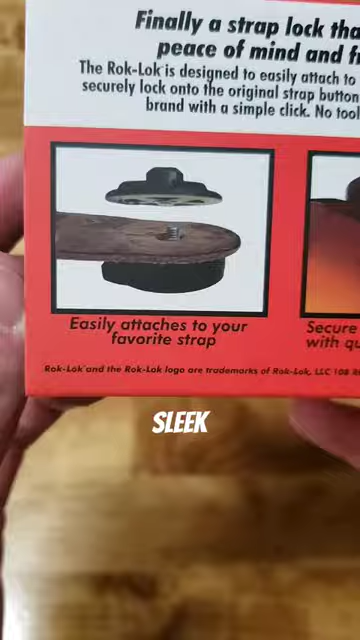 Finally a strap lock tha
peace of mind and f
The Rok-Lok is designed to easily attach to
securely lock onto the original strap button
brand with a simple click. No tool
Easily attaches to your
favorite strap
Secure
with qu
Rok-Lok and the Rok-Lok logo are trademarks of Rok-Lok, LLC 108 R
SLEEK